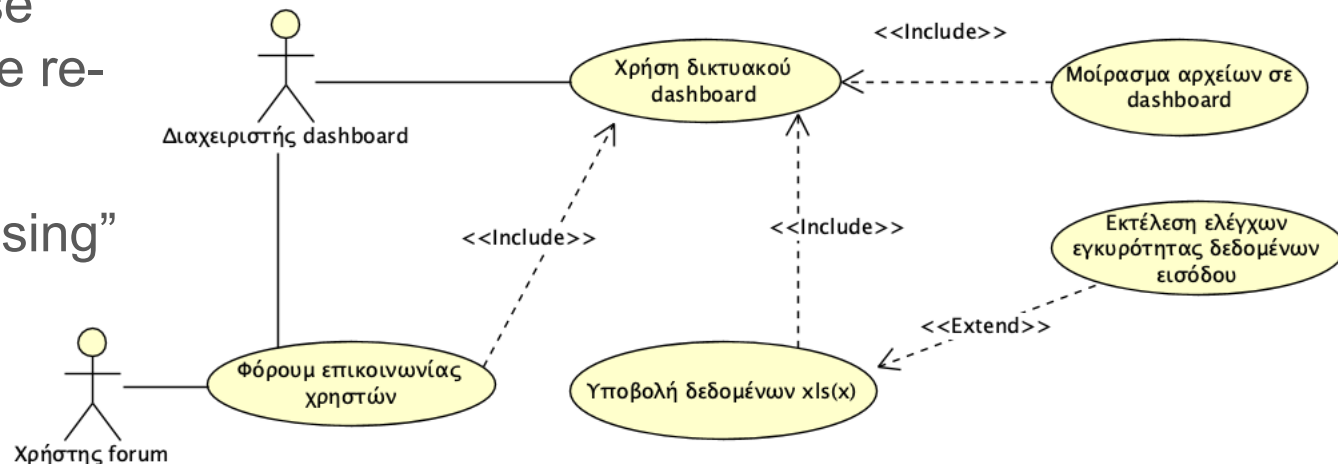 se
e re-
sing”
<<Include>>
Χρήση δικτυακού
dashboard
Μοίρασμα αρχείων σε
dashboard
Διαχειριστής dashboard
<<Include>>
<<Include>>
Εκτέλεση ελέγχων
εγκυρότητας δεδομένων
εισόδου
<<Extend>>
Φόρουμ επικοινωνίας
χρηστών
Υποβολή δεδομένων xls(x)
Χρήστης forum